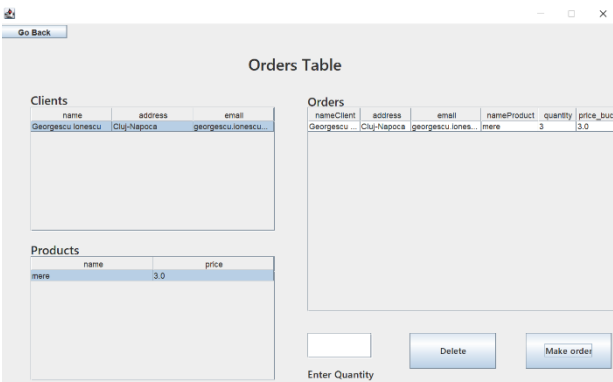 Go Back
Orders Table
Clients
name address email
Georgescu Ionescu Cluj-Napoca georgescu.ionescu...
Products
name price
mere 3.0
Orders
nameClient address email nameProduct quantity price_buc
Georgescu ... Cluj-Napoca georgescu.iones... mere 3 3.0
Delete Make order
Enter Quantity